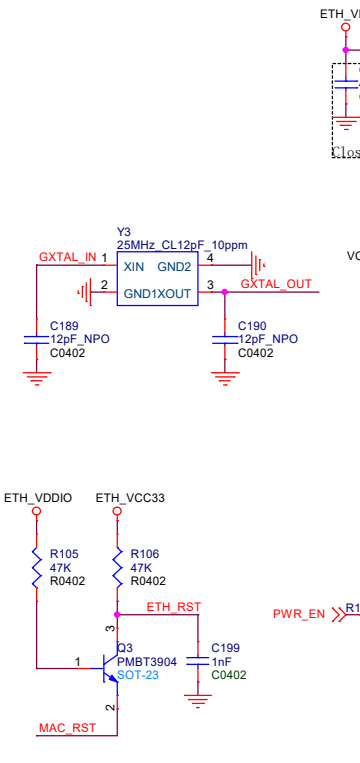 ETH_V
Clos
Y3
25MHz_CL12pF_10ppm
GXTAL_IN 1 XIN GND2 4
2 GND1XOUT 3 GXTAL_OUT
VC
C189
12pF_NPO
C0402
C190
12pF_NPO
C0402
ETH_VDDIO ETH_VCC33
R105
47K
R0402
R106
47K
R0402
ETH_RST
PWR_EN R1
3
1
Q3
PMBT3904
SOT-23
2
C199
1nF
C0402
MAC_RST